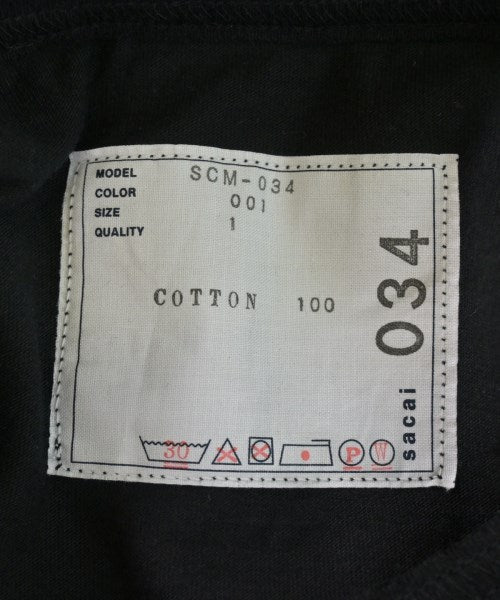 MODEL SCM-034
COLOR 001
SIZE 1
QUALITY
COTTON 100
sacai 034
30 P W